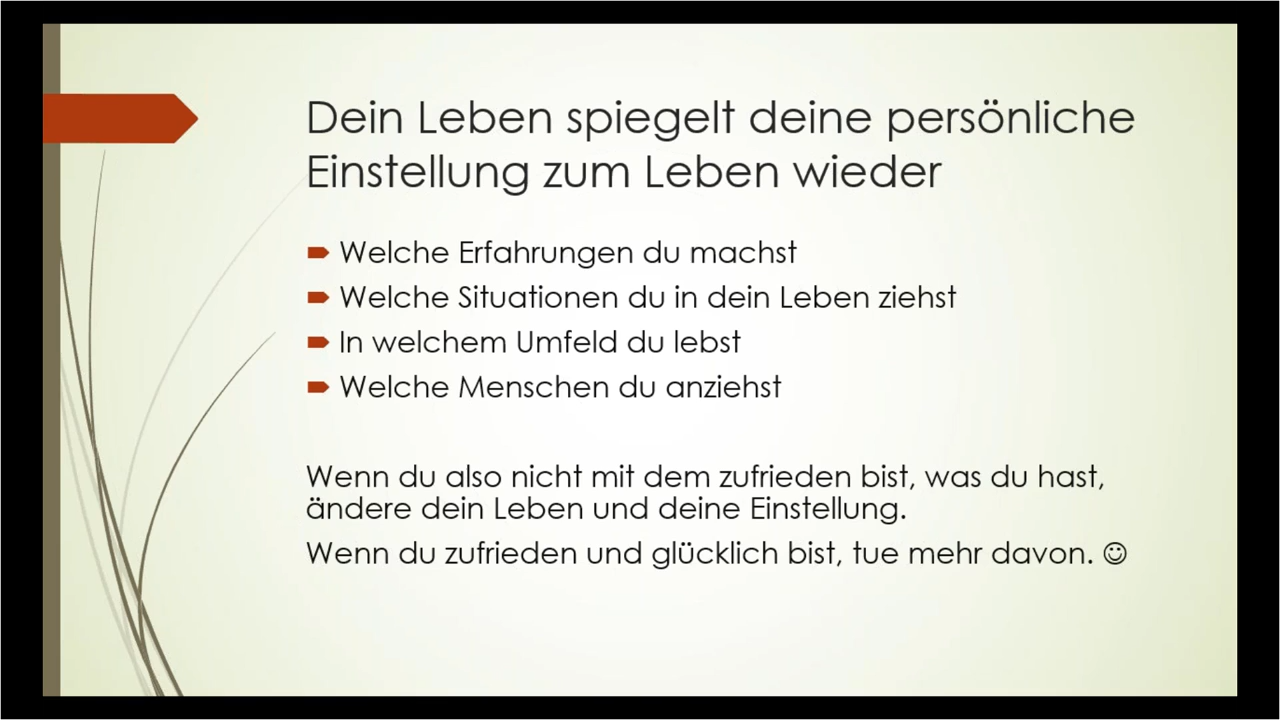 Dein Leben spiegelt deine persönliche
Einstellung zum Leben wieder
Welche Erfahrungen du machst
Welche Situationen du in dein Leben ziehst
In welchem Umfeld du lebst
Welche Menschen du anziehst
Wenn du also nicht mit dem zufrieden bist, was du hast,
ändere dein Leben und deine Einstellung.
Wenn du zufrieden und glücklich bist, tue mehr davon. ☺